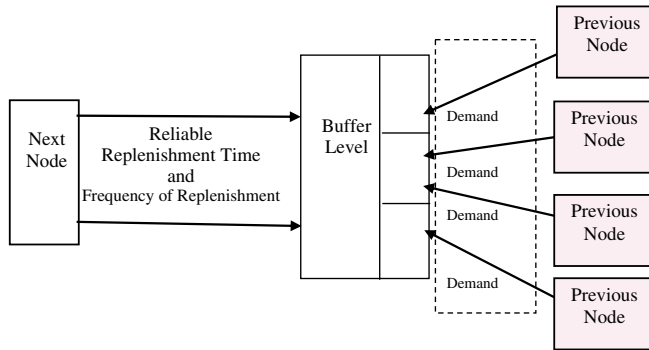 Next
Node
Reliable
Replenishment Time
and
Frequency of Replenishment
Buffer
Level
Demand
Demand
Demand
Demand
Previous
Node
Previous
Node
Previous
Node
Previous
Node